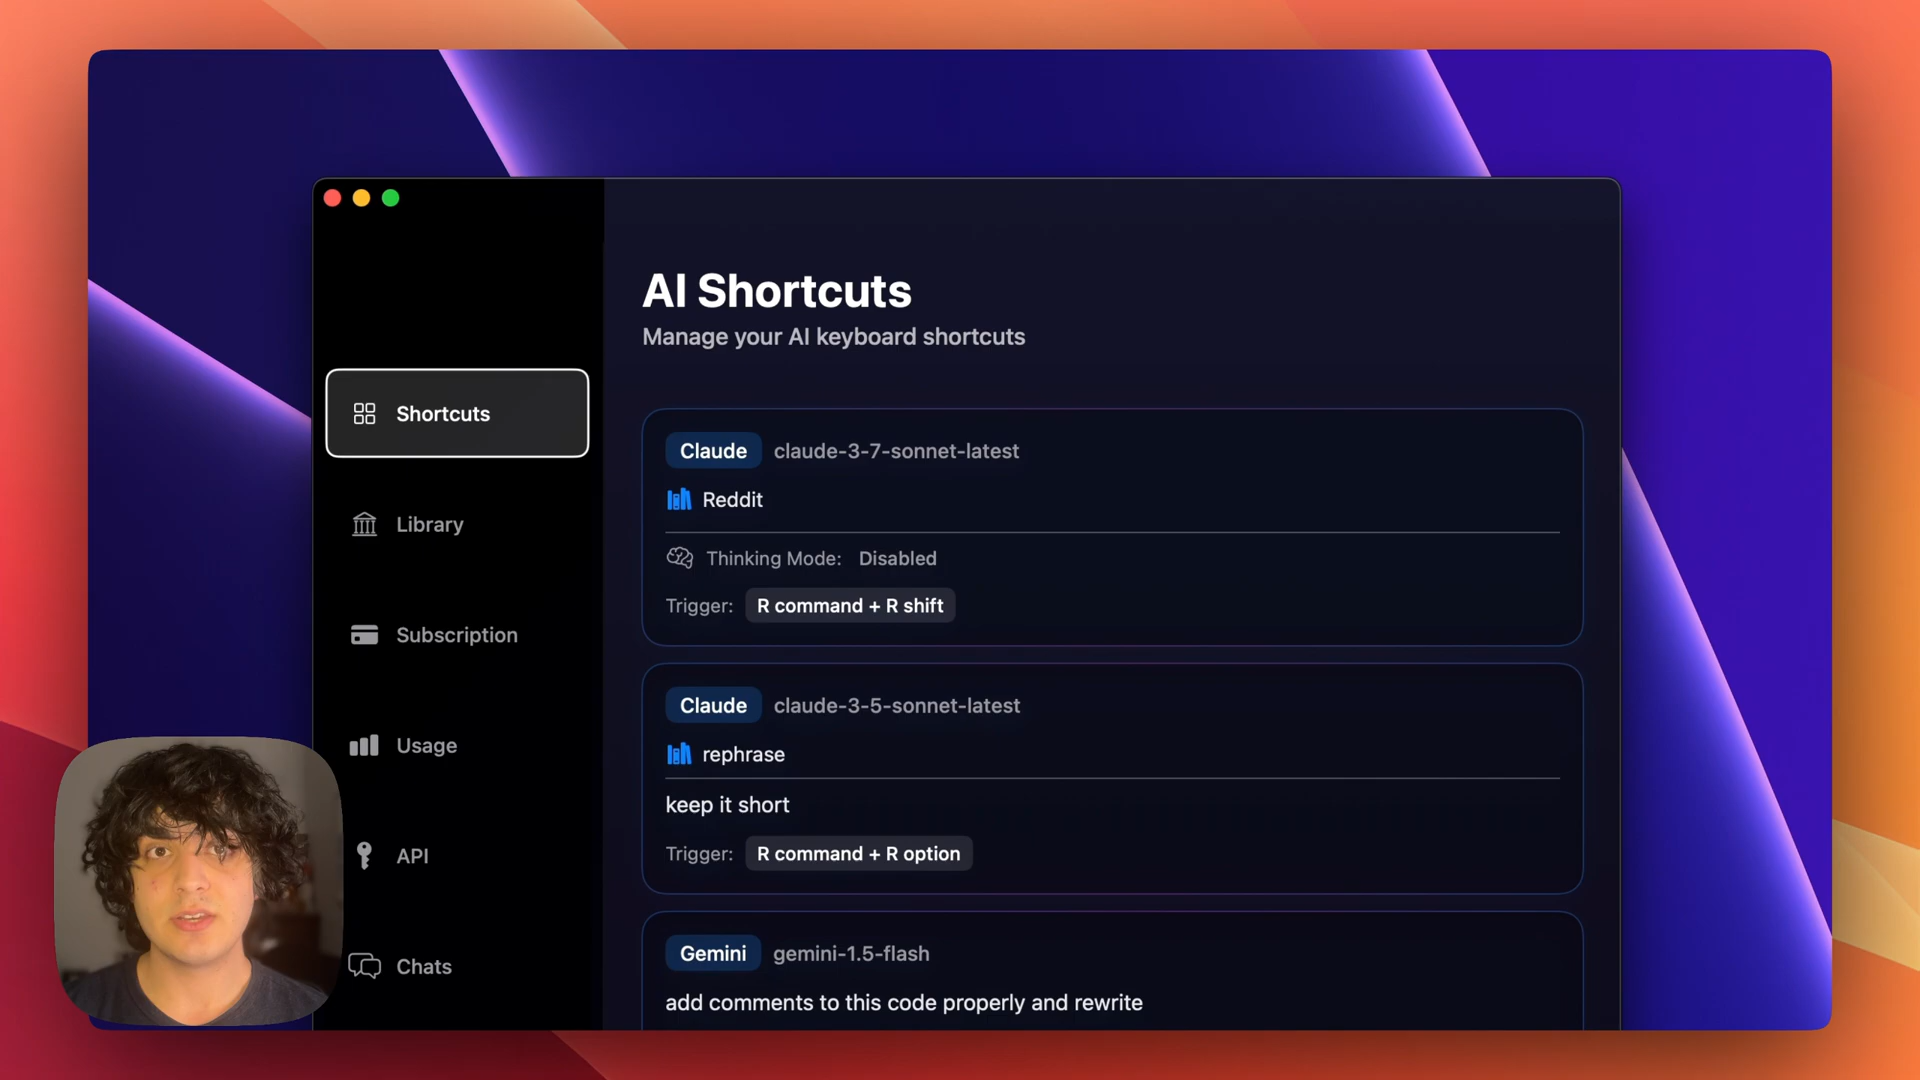 AI Shortcuts
Manage your AI keyboard shortcuts
Shortcuts
Library
Subscription
Usage
API
Chats
Claude claude-3-7-sonnet-latest
Reddit
Thinking Mode: Disabled
Trigger: R command + R shift
Claude claude-3-5-sonnet-latest
rephrase
keep it short
Trigger: R command + R option
Gemini gemini-1.5-flash
add comments to this code properly and rewrite